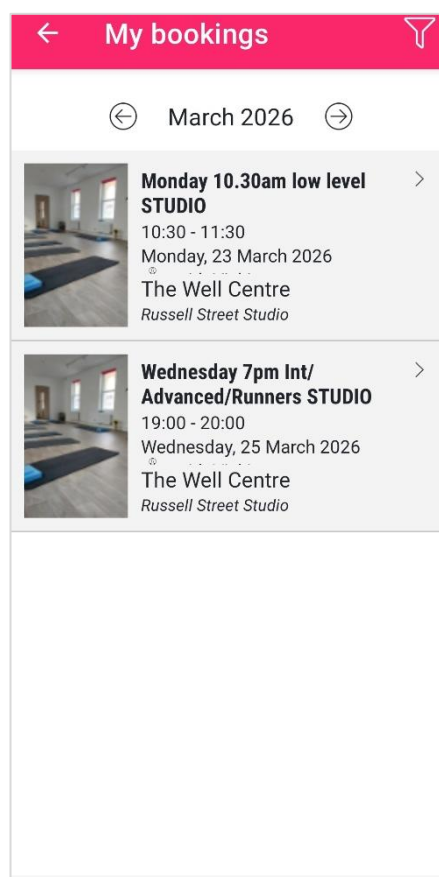 My bookings
March 2026
Monday 10.30am low level
STUDIO
10:30 - 11:30
Monday, 23 March 2026
The Well Centre
Russell Street Studio
Wednesday 7pm Int/
Advanced/Runners STUDIO
19:00 - 20:00
Wednesday, 25 March 2026
The Well Centre
Russell Street Studio